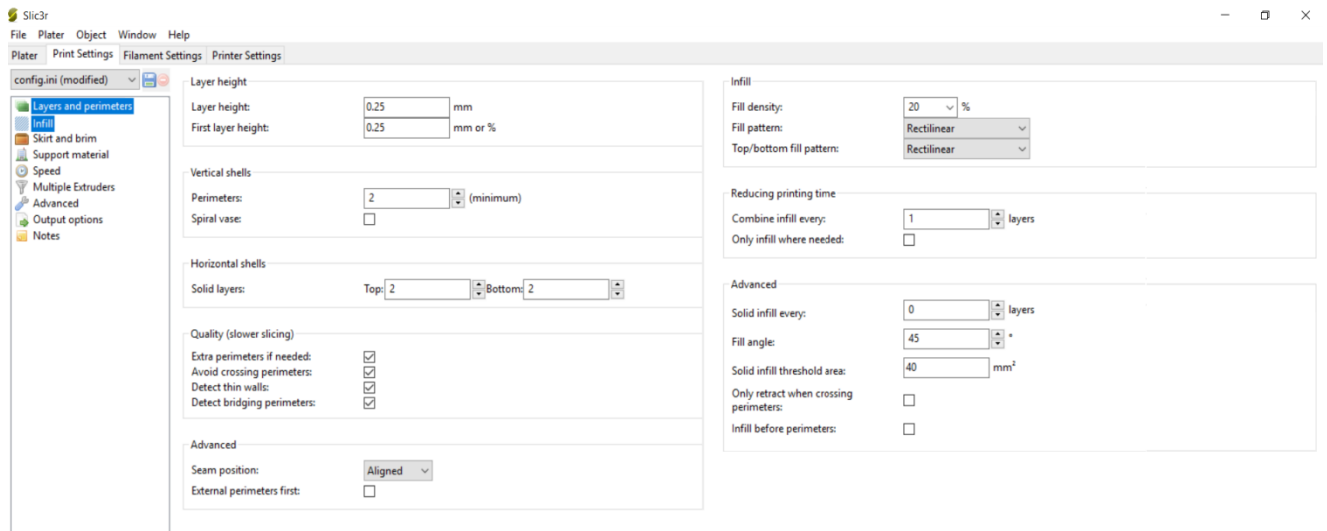 Slic3r
File Plater Object Window Help
Plater Print Settings Filament Settings Printer Settings
config.ini (modified)
Layers and perimeters
Infill
Skirt and brim
Support material
Speed
Multiple Extruders
Advanced
Output options
Notes
Layer height
Layer height: 0.25 mm
First layer height: 0.25 mm or %
Vertical shells
Perimeters: 2 (minimum)
Spiral vase:
Horizontal shells
Solid layers: Top: 2 Bottom: 2
Quality (slower slicing)
Extra perimeters if needed:
Avoid crossing perimeters:
Detect thin walls:
Detect bridging perimeters:
Advanced
Seam position: Aligned
External perimeters first:
Infill
Fill density: 20 %
Fill pattern: Rectilinear
Top/bottom fill pattern: Rectilinear
Reducing printing time
Combine infill every: 1 layers
Only infill where needed:
Advanced
Solid infill every: 0 layers
Fill angle: 45 °
Solid infill threshold area: 40 mm²
Only retract when crossing
perimeters:
Infill before perimeters: